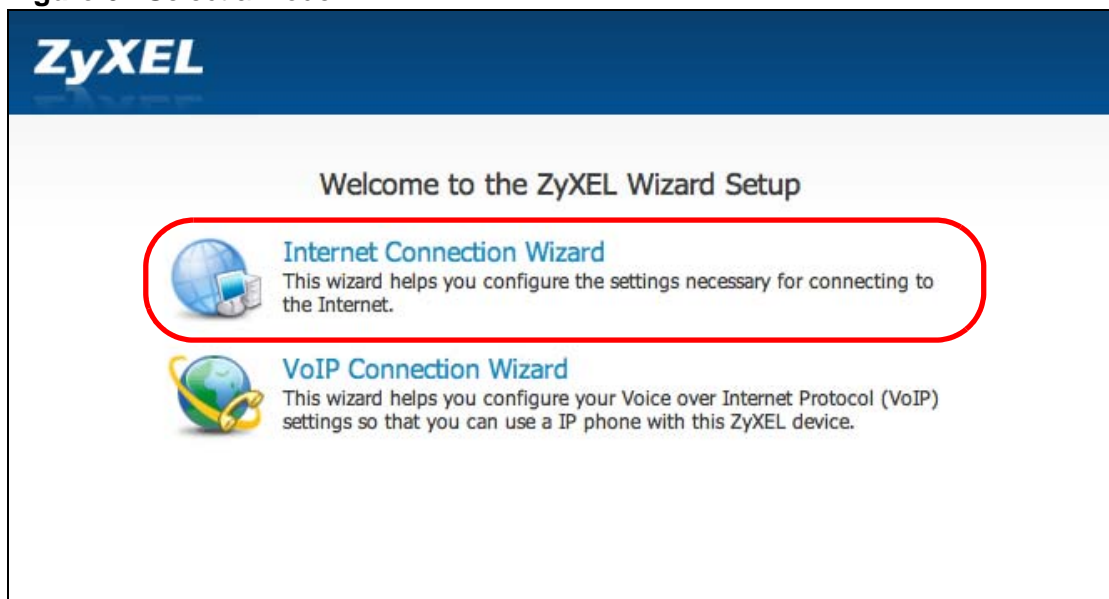 ZyXEL
Welcome to the ZyXEL Wizard Setup
Internet Connection Wizard
This wizard helps you configure the settings necessary for connecting to
the Internet.
VoIP Connection Wizard
This wizard helps you configure your Voice over Internet Protocol (VoIP)
settings so that you can use a IP phone with this ZyXEL device.